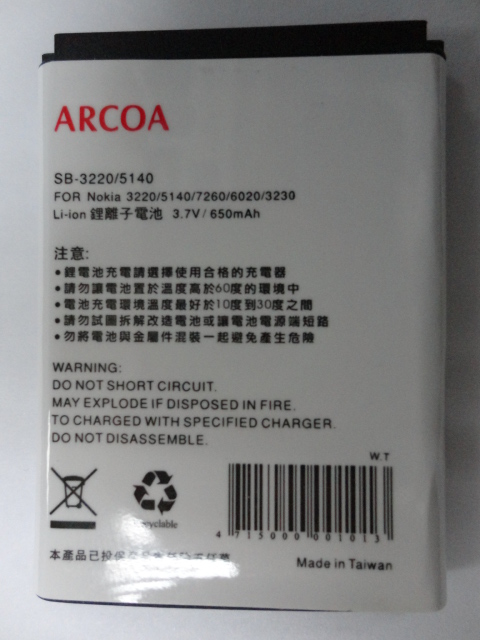 ARCOA
SB-3220/5140
FOR Nokia 3220/5140/7260/6020/3230
Li-ion 鋰離子電池 3.7V/650mAh
注意:
•鋰電池充電請選擇使用合格的充電器
•請勿讓電池置於溫度高於60度的環境中
•電池充電環境溫度最好於10度到30度之間
•請勿試圖拆解改造電池或讓電池電源端短路
•勿將電池與金屬件混裝一起避免產生危險
WARNING:
DO NOT SHORT CIRCUIT.
MAY EXPLODE IF DISPOSED IN FIRE.
TO CHARGED WITH SPECIFIED CHARGER.
DO NOT DISASSEMBLE.
W.T
Recyclable
4 715000 001013
本產品已投保
Made in Taiwan